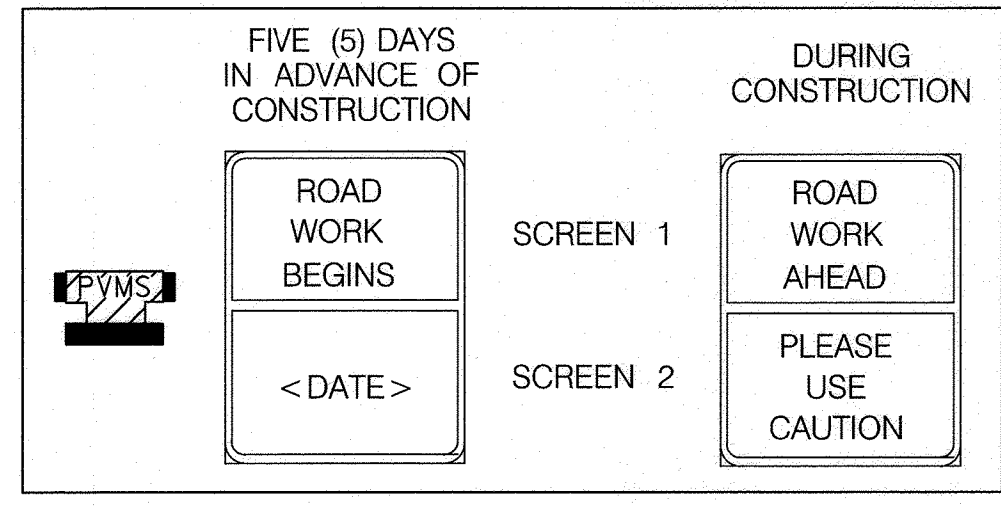 FIVE (5) DAYS
IN ADVANCE OF
CONSTRUCTION
DURING
CONSTRUCTION
PVMS
ROAD
WORK
BEGINS
SCREEN 1
ROAD
WORK
AHEAD
<DATE>
SCREEN 2
PLEASE
USE
CAUTION